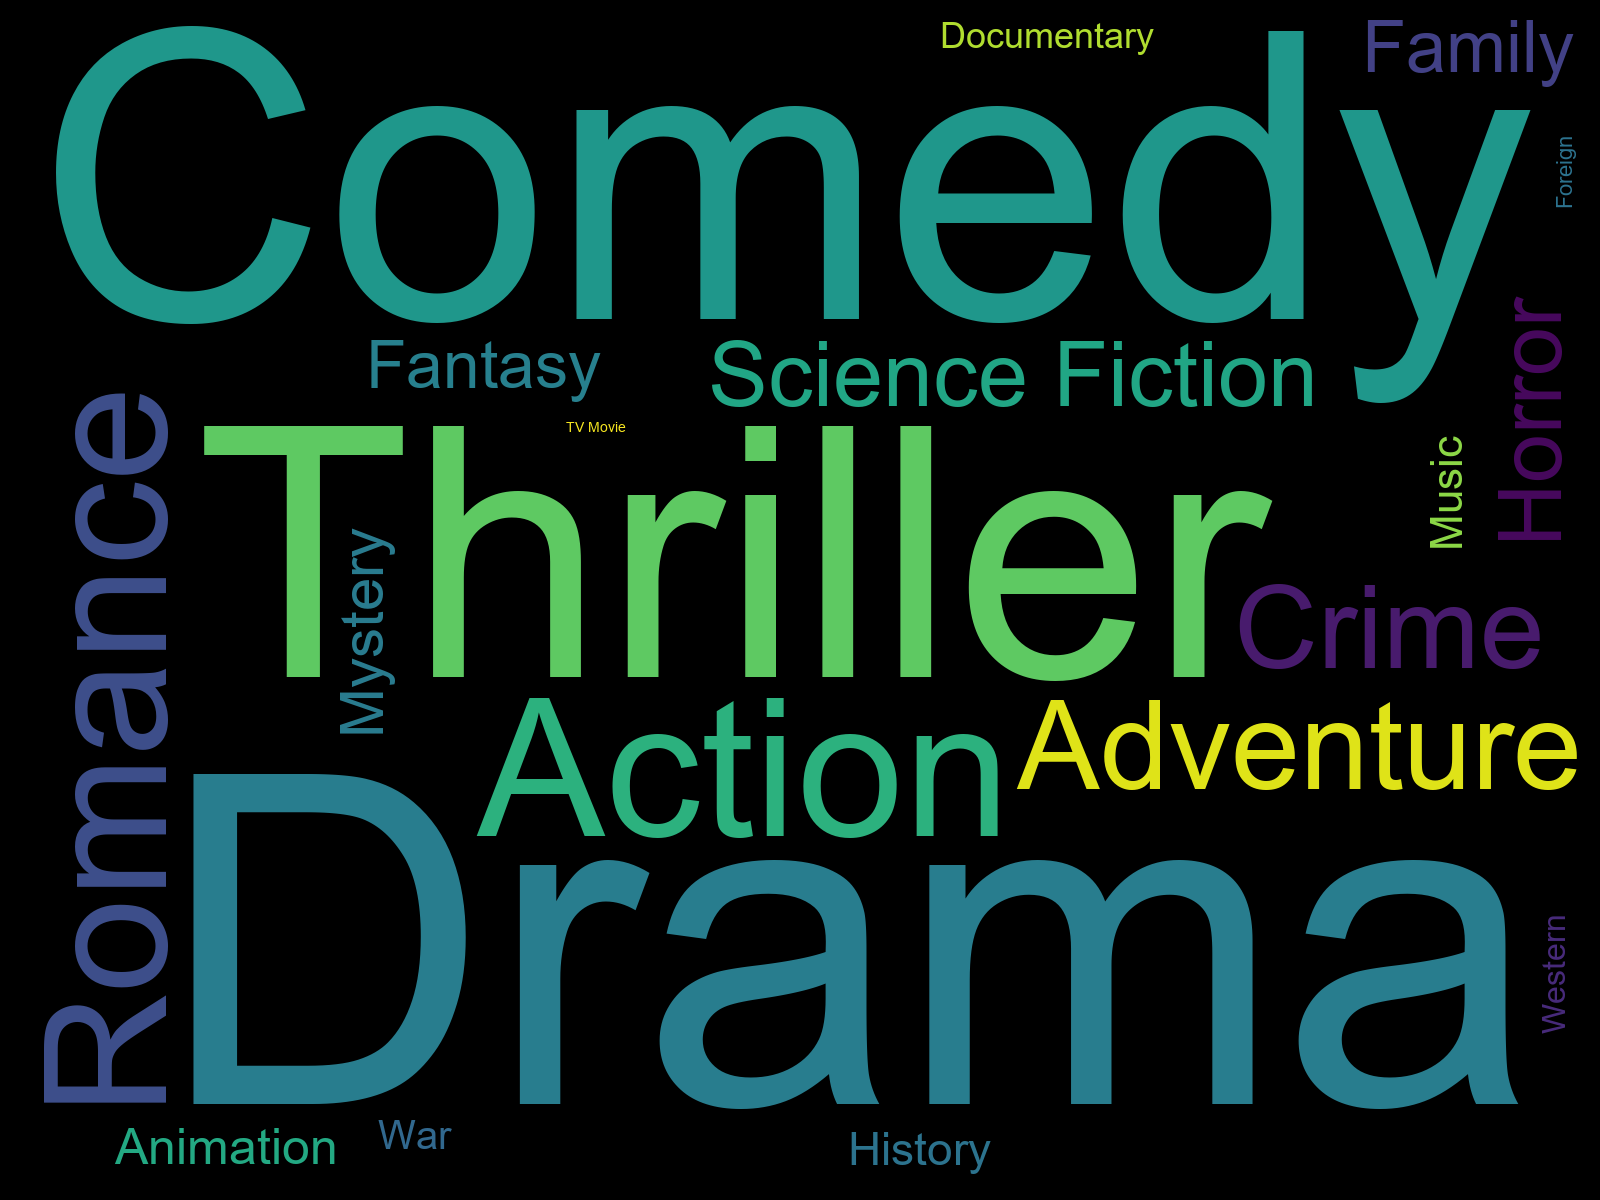 Documentary
Family
Comedy
Foreign
Fantasy
Science Fiction
Horror
TV Movie
Thriller
Music
Romance
Mystery
Crime
Action
Adventure
Drama
Western
Animation
War
History